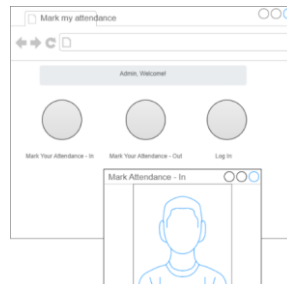 Mark my attendance
Admin, Welcome!
Mark Your Attendance - In
Mark Your Attendance - Out
Log In
Mark Attendance - In